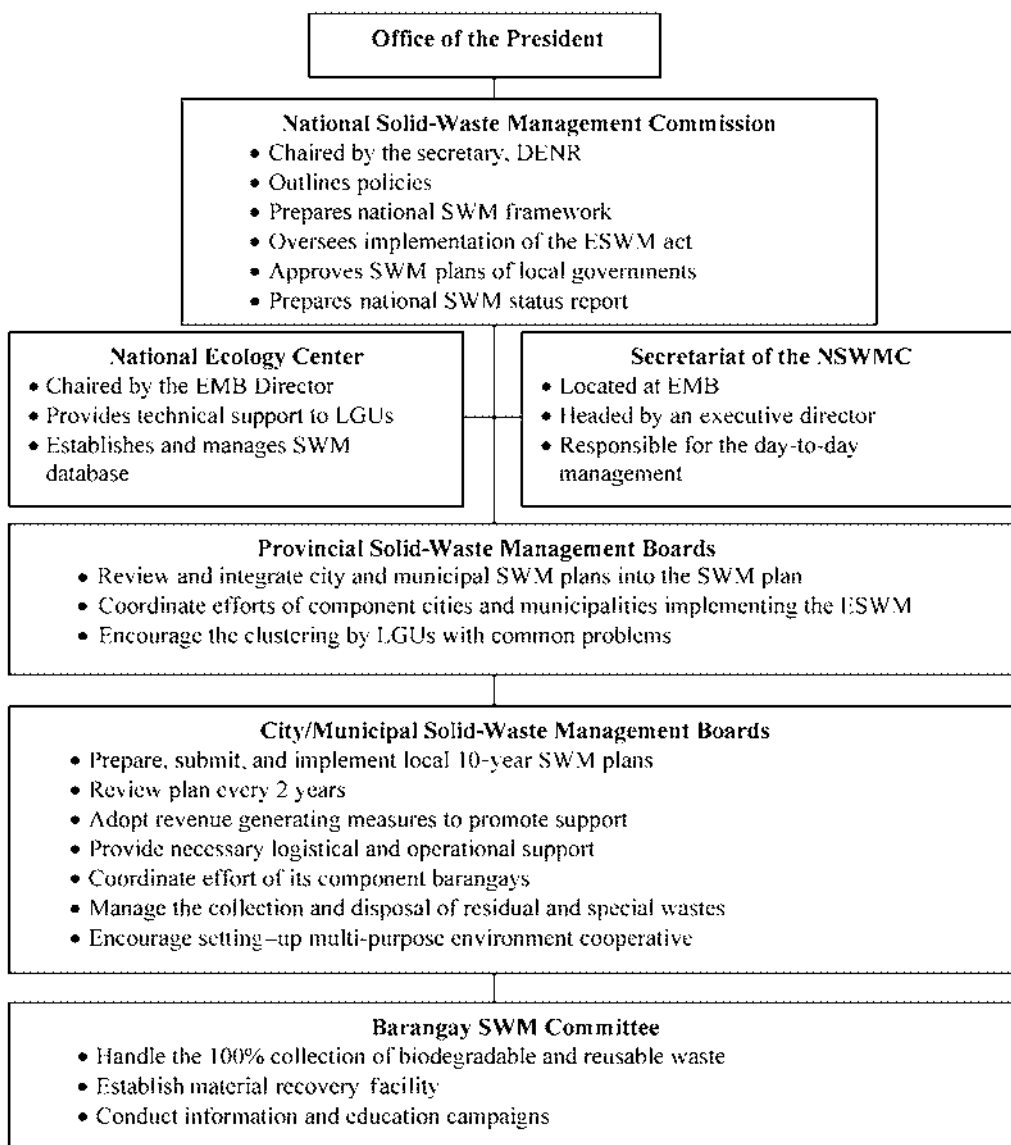 Office of the President
National Solid-Waste Management Commission
• Chaired by the secretary, DENR
• Outlines policies
• Prepares national SWM framework
• Oversees implementation of the ESWM act
• Approves SWM plans of local governments
• Prepares national SWM status report
National Ecology Center
• Chaired by the EMB Director
• Provides technical support to LGUs
• Establishes and manages SWM
database
Secretariat of the NSWMC
• Located at EMB
• Headed by an executive director
• Responsible for the day-to-day
management
Provincial Solid-Waste Management Boards
• Review and integrate city and municipal SWM plans into the SWM plan
• Coordinate efforts of component cities and municipalities implementing the ESWM
• Encourage the clustering by LGUs with common problems
City/Municipal Solid-Waste Management Boards
• Prepare, submit, and implement local 10-year SWM plans
• Review plan every 2 years
• Adopt revenue generating measures to promote support
• Provide necessary logistical and operational support
• Coordinate effort of its component barangays
• Manage the collection and disposal of residual and special wastes
• Encourage setting–up multi-purpose environment cooperative
Barangay SWM Committee
• Handle the 100% collection of biodegradable and reusable waste
• Establish material recovery facility
• Conduct information and education campaigns